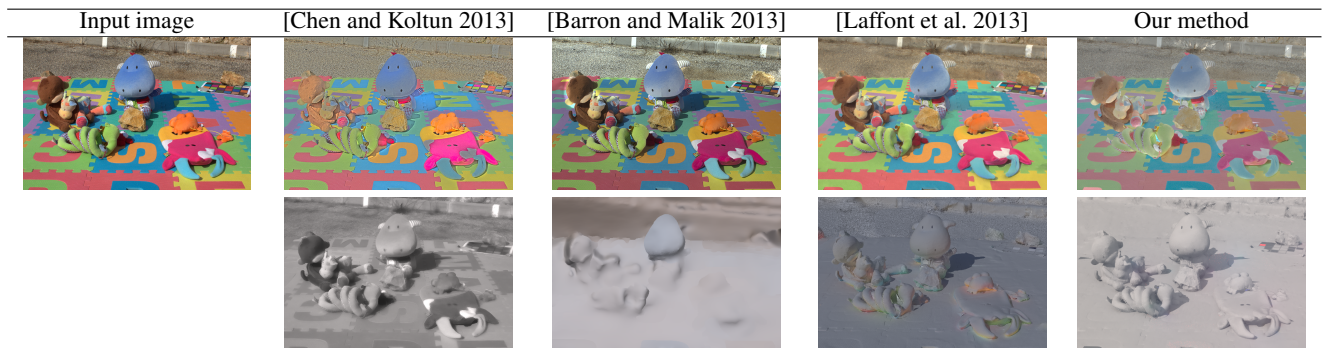 Input image [Chen and Koltun 2013] [Barron and Malik 2013] [Laffont et al. 2013] Our method